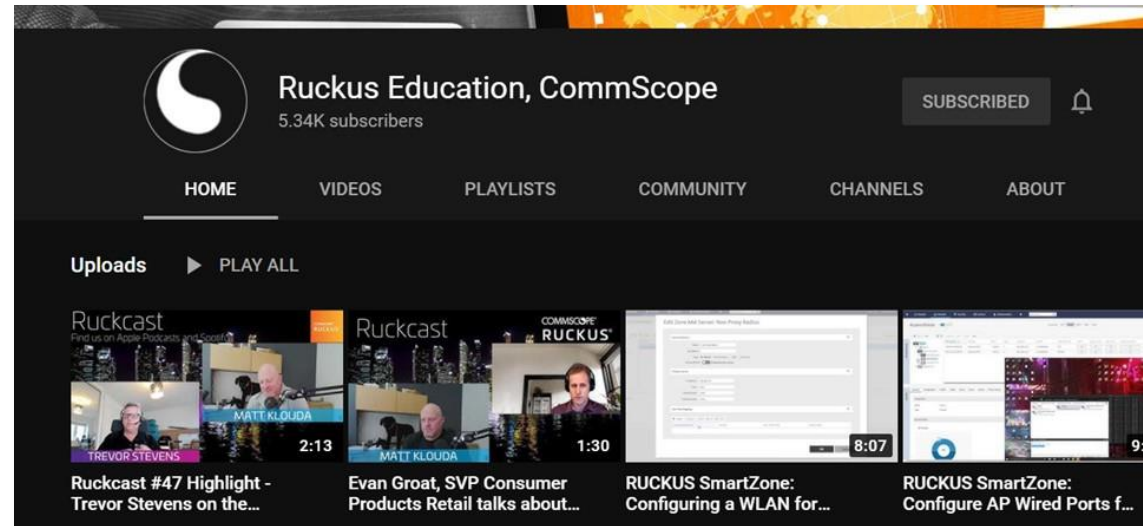 Ruckus Education, CommScope
5.34K subscribers
SUBSCRIBED
HOME VIDEOS PLAYLISTS COMMUNITY CHANNELS ABOUT
Uploads PLAY ALL
Ruckcast
Find us on Apple Podcasts and Spotify
MATT KLOUDA
TREVOR STEVENS
2:13
Ruckcast
COMMSCOPE®
RUCKUS®
MATT KLOUDA
1:30
8:07
9:
Ruckcast #47 Highlight -
Trevor Stevens on the...
Evan Groat, SVP Consumer
Products Retail talks about...
RUCKUS SmartZone:
Configuring a WLAN for...
RUCKUS SmartZone:
Configure AP Wired Ports f...